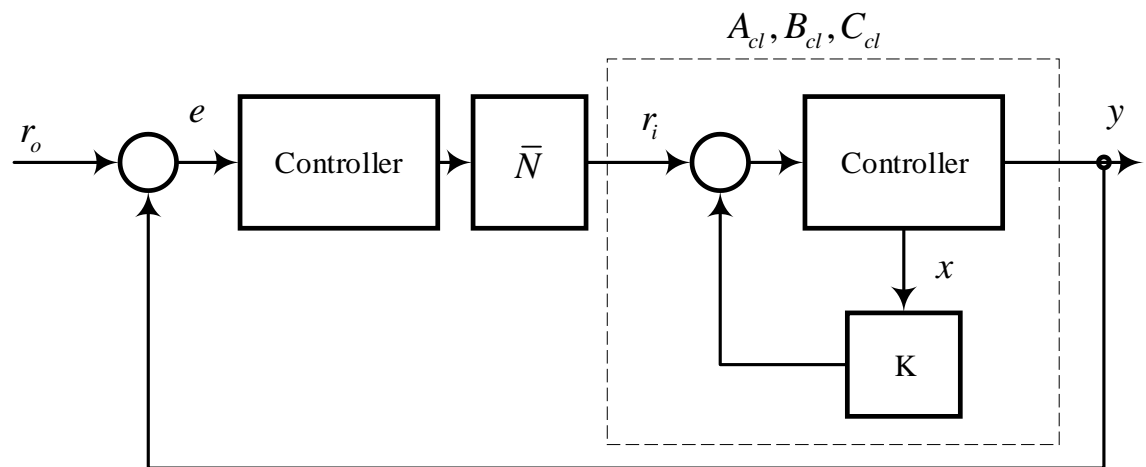 A_cl, B_cl, C_cl
r_o
e
Controller
N̄
r_i
Controller
y
x
K